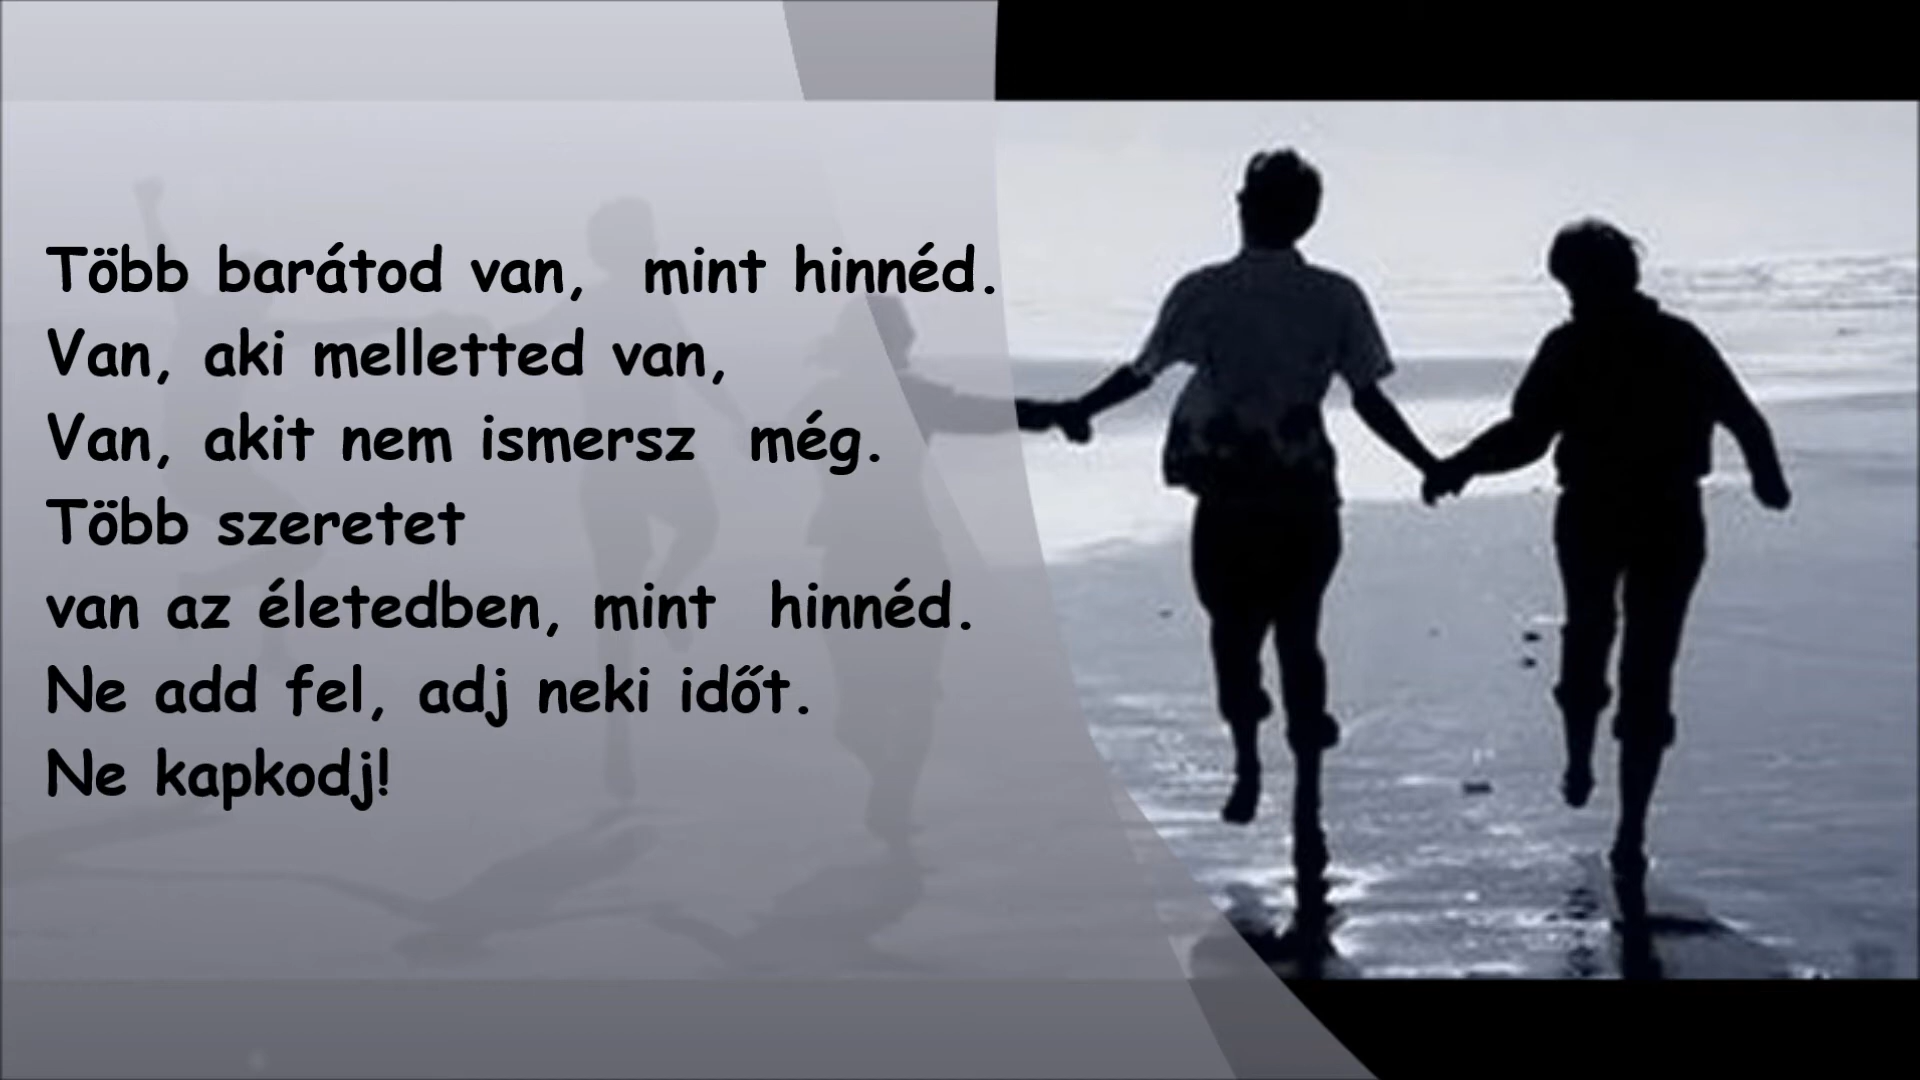 Több barátod van, mint hinnéd.
Van, aki melletted van,
Van, akit nem ismersz még.
Több szeretet
van az életedben, mint hinnéd.
Ne add fel, adj neki időt.
Ne kapkodj!